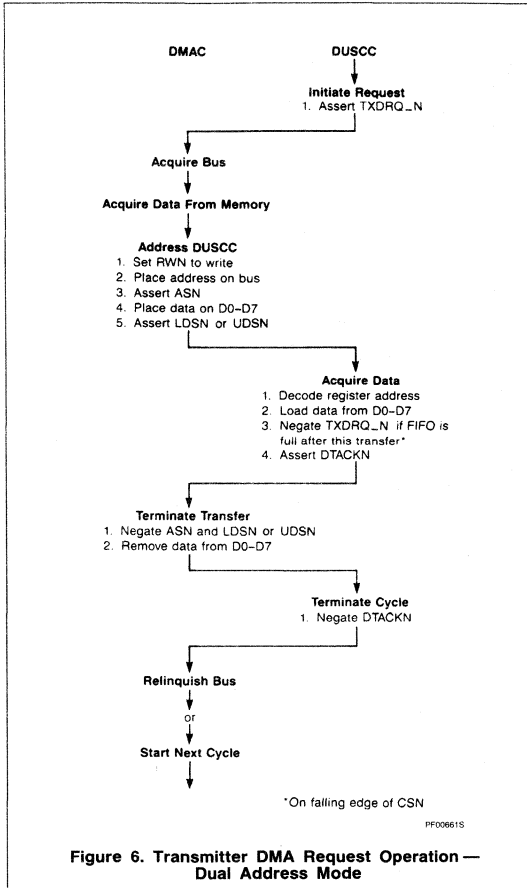 DMAC
DUSCC
Initiate Request
1. Assert TXDRQ_N
Acquire Bus
Acquire Data From Memory
Address DUSCC
1. Set RWN to write
2. Place address on bus
3. Assert ASN
4. Place data on D0–D7
5. Assert LDSN or UDSN
Acquire Data
1. Decode register address
2. Load data from D0–D7
3. Negate TXDRQ_N if FIFO is
full after this transfer*
4. Assert DTACKN
Terminate Transfer
1. Negate ASN and LDSN or UDSN
2. Remove data from D0–D7
Terminate Cycle
1. Negate DTACKN
Relinquish Bus
or
Start Next Cycle
*On falling edge of CSN
PF00661S
Figure 6. Transmitter DMA Request Operation —
Dual Address Mode